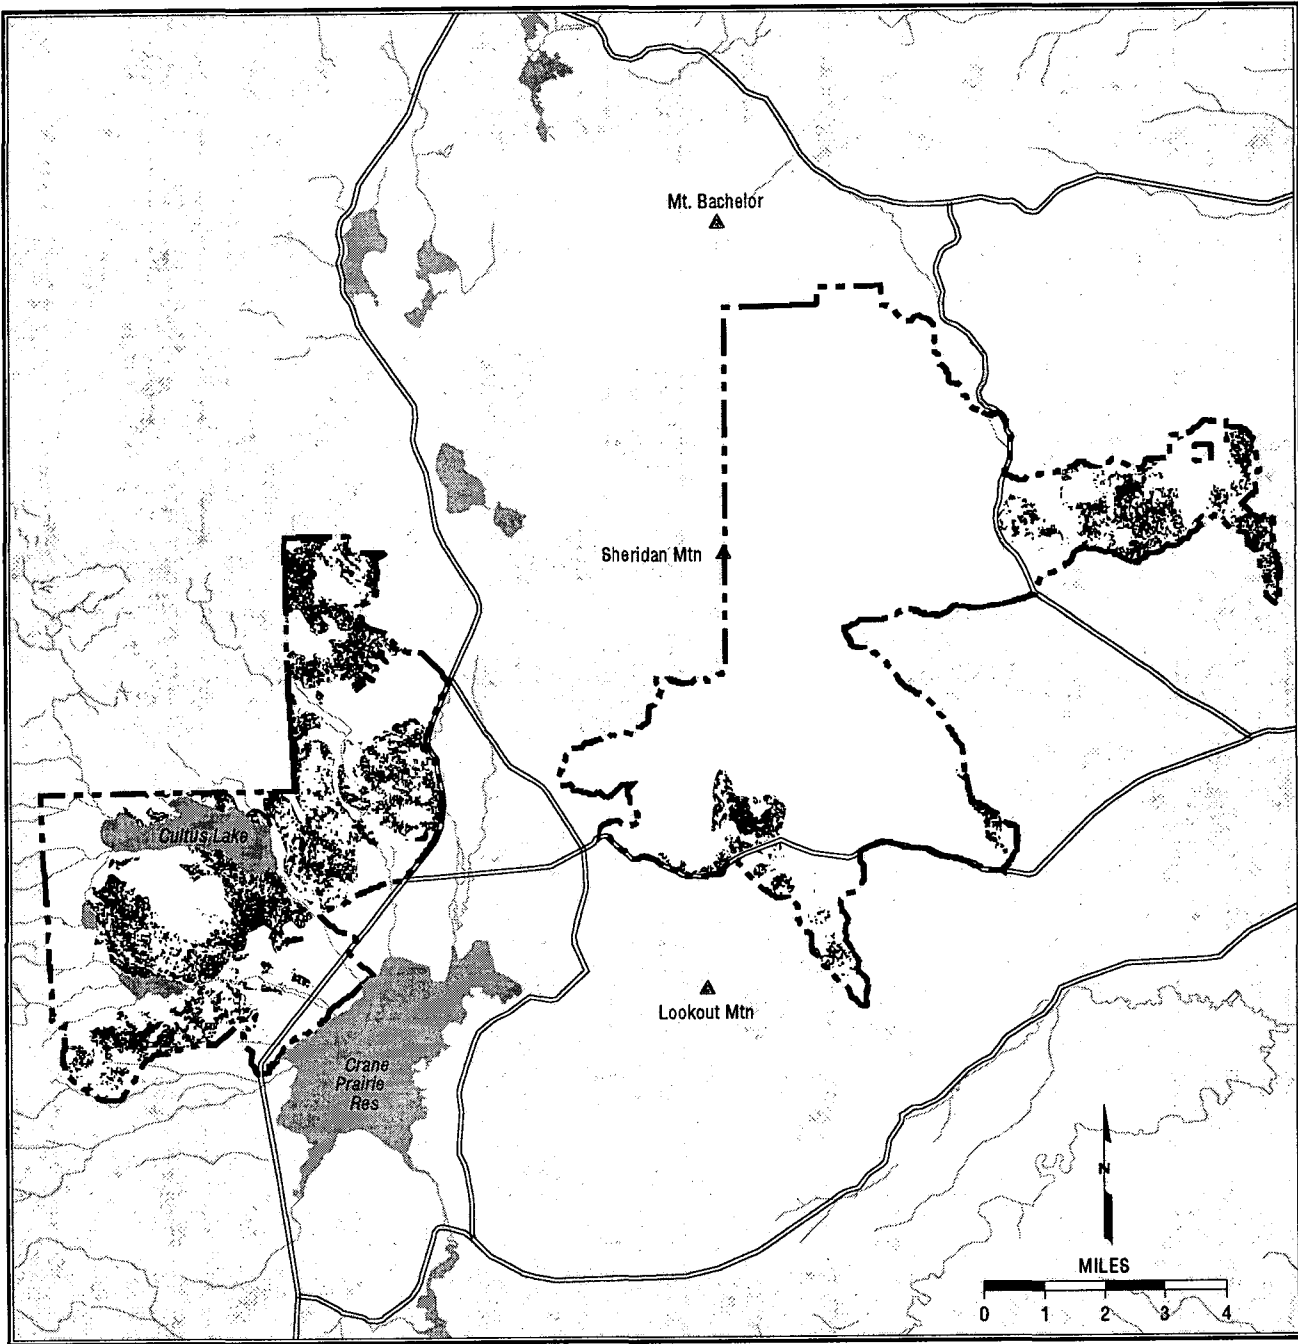 Mt. Bachelor
Sheridan Mtn
Cultus Lake
Lookout Mtn
Crane
Prairie
Res
N
MILES
0 1 2 3 4